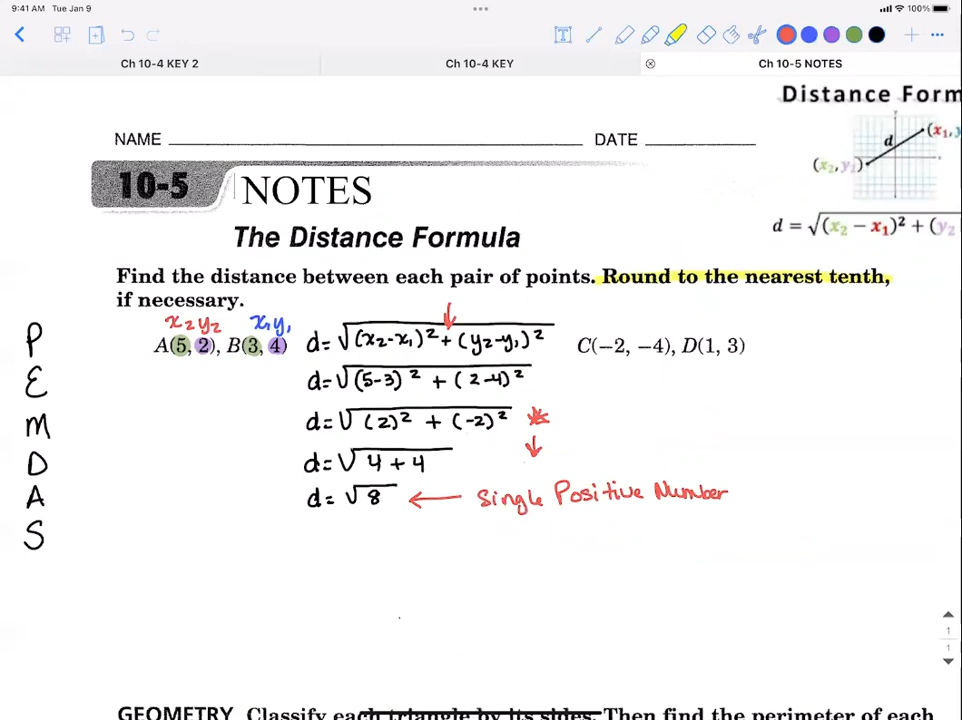 9:41 AM Tue Jan 9
100%
Ch 10-4 KEY 2
Ch 10-4 KEY
Ch 10-5 NOTES
Distance Form
NAME
DATE
d
(x₁, y
(x₂, y₂)
d = √(x₂ − x₁)² + (y₂
10-5 NOTES
The Distance Formula
Find the distance between each pair of points. Round to the nearest tenth,
if necessary.
x₂ y₂ x₁ y₁
A(5, 2), B(3, 4)
d = √(x₂-x₁)² + (y₂-y₁)²
C(−2, −4), D(1, 3)
d = √(5-3)² + (2-4)²
d = √(2)² + (-2)²
d = √4 + 4
d = √8 ← Single Positive Number
P
E
M
D
A
S
1
1
GEOMETRY Classify each triangle by its sides. Then find the perimeter of each